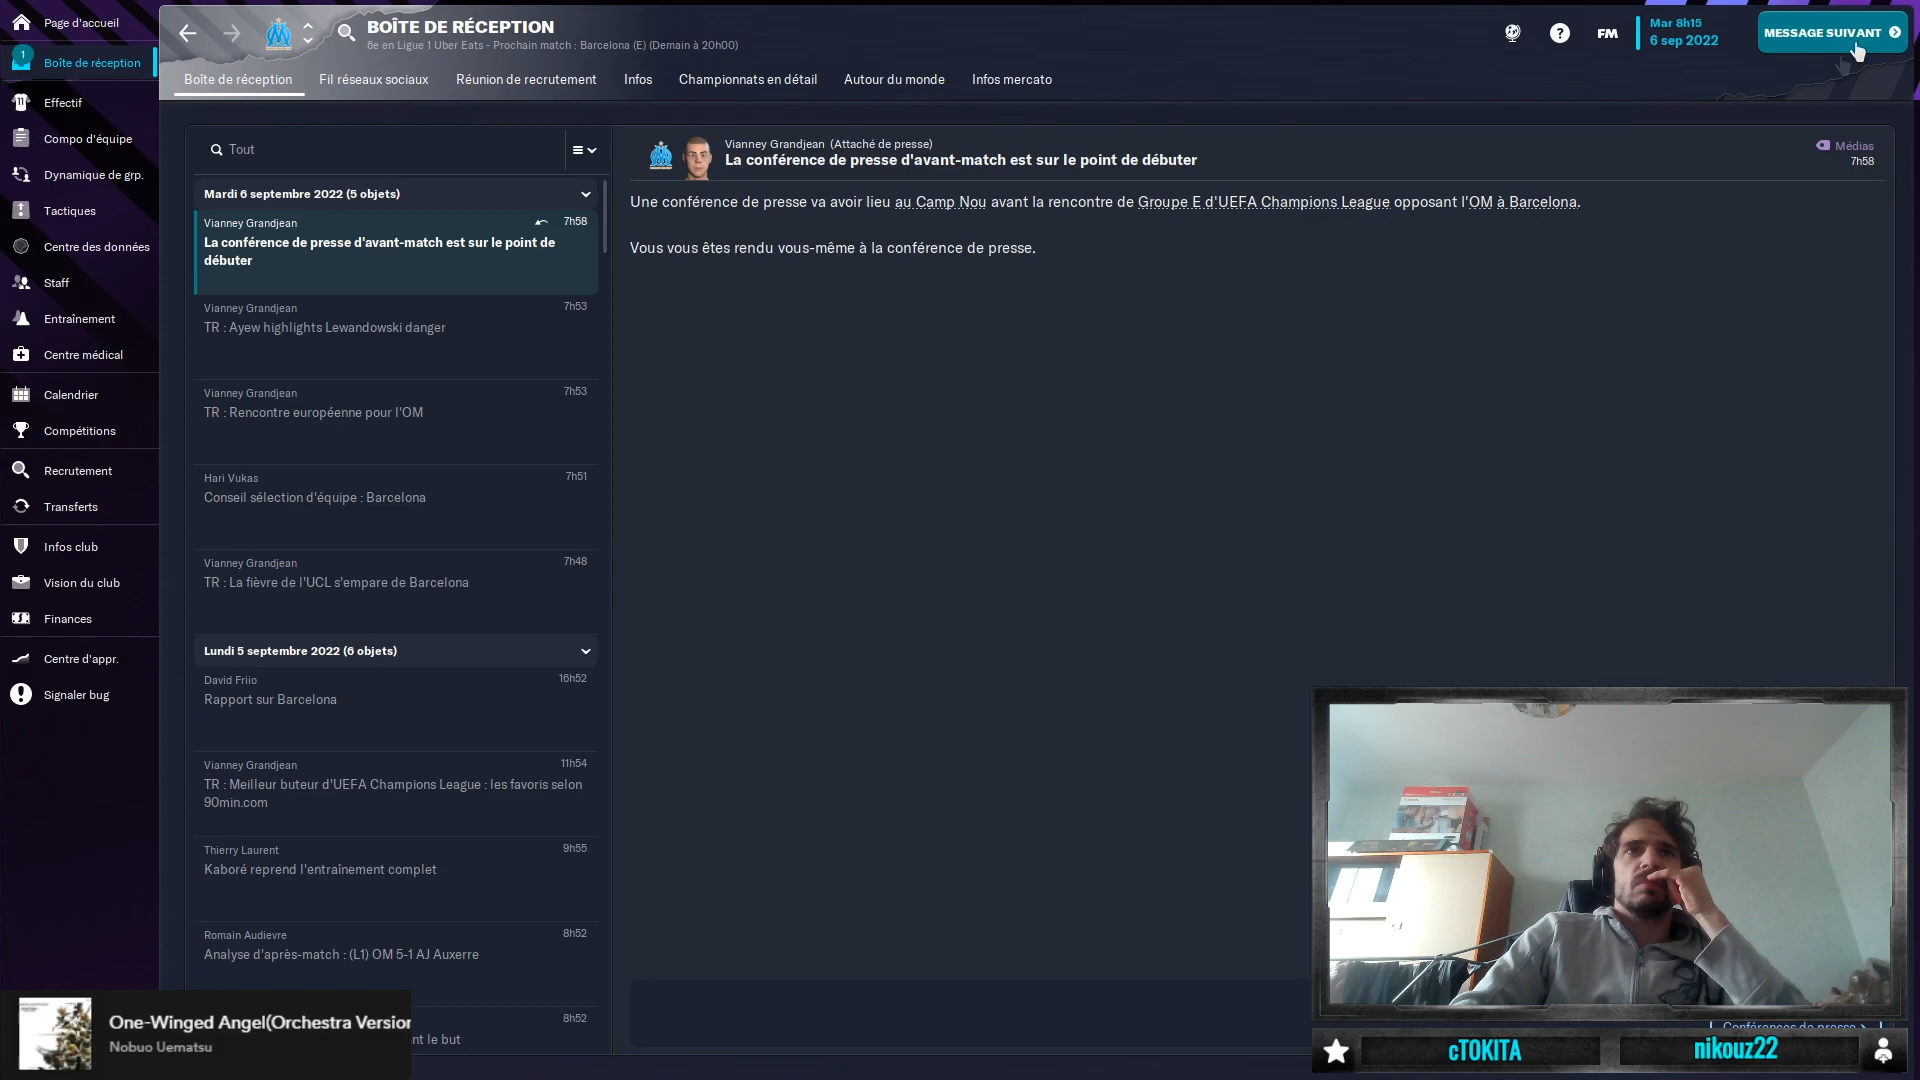 Page d'accueil
1
Boîte de réception
Effectif
Compo d'équipe
Dynamique de grp.
Tactiques
Centre des données
Staff
Entraînement
Centre médical
Calendrier
Compétitions
Recrutement
Transferts
Infos club
Vision du club
Finances
Centre d'appr.
Signaler bug
BOÎTE DE RÉCEPTION
6e en Ligue 1 Uber Eats - Prochain match : Barcelona (E) (Demain à 20h00)
FM
Mar 8h15
6 sep 2022
MESSAGE SUIVANT
Boîte de réception
Fil réseaux sociaux
Réunion de recrutement
Infos
Championnats en détail
Autour du monde
Infos mercato
Tout
Mardi 6 septembre 2022 (5 objets)
Vianney Grandjean
7h58
La conférence de presse d'avant-match est sur le point de
débuter
Vianney Grandjean
7h53
TR : Ayew highlights Lewandowski danger
Vianney Grandjean
7h53
TR : Rencontre européenne pour l'OM
Hari Vukas
7h51
Conseil sélection d'équipe : Barcelona
Vianney Grandjean
7h48
TR : La fièvre de l'UCL s'empare de Barcelona
Lundi 5 septembre 2022 (6 objets)
David Friio
16h52
Rapport sur Barcelona
Vianney Grandjean
11h54
TR : Meilleur buteur d'UEFA Champions League : les favoris selon
90min.com
Thierry Laurent
9h55
Kaboré reprend l'entraînement complet
Romain Audievre
8h52
Analyse d'après-match : (L1) OM 5-1 AJ Auxerre
8h52
nt le but
Vianney Grandjean (Attaché de presse)
La conférence de presse d'avant-match est sur le point de débuter
Médias
7h58
Une conférence de presse va avoir lieu au Camp Nou avant la rencontre de Groupe E d'UEFA Champions League opposant l'OM à Barcelona.
Vous vous êtes rendu vous-même à la conférence de presse.
Conférences de presse
One-Winged Angel(Orchestra Version
Nobuo Uematsu
cTOKITA
nikouz22